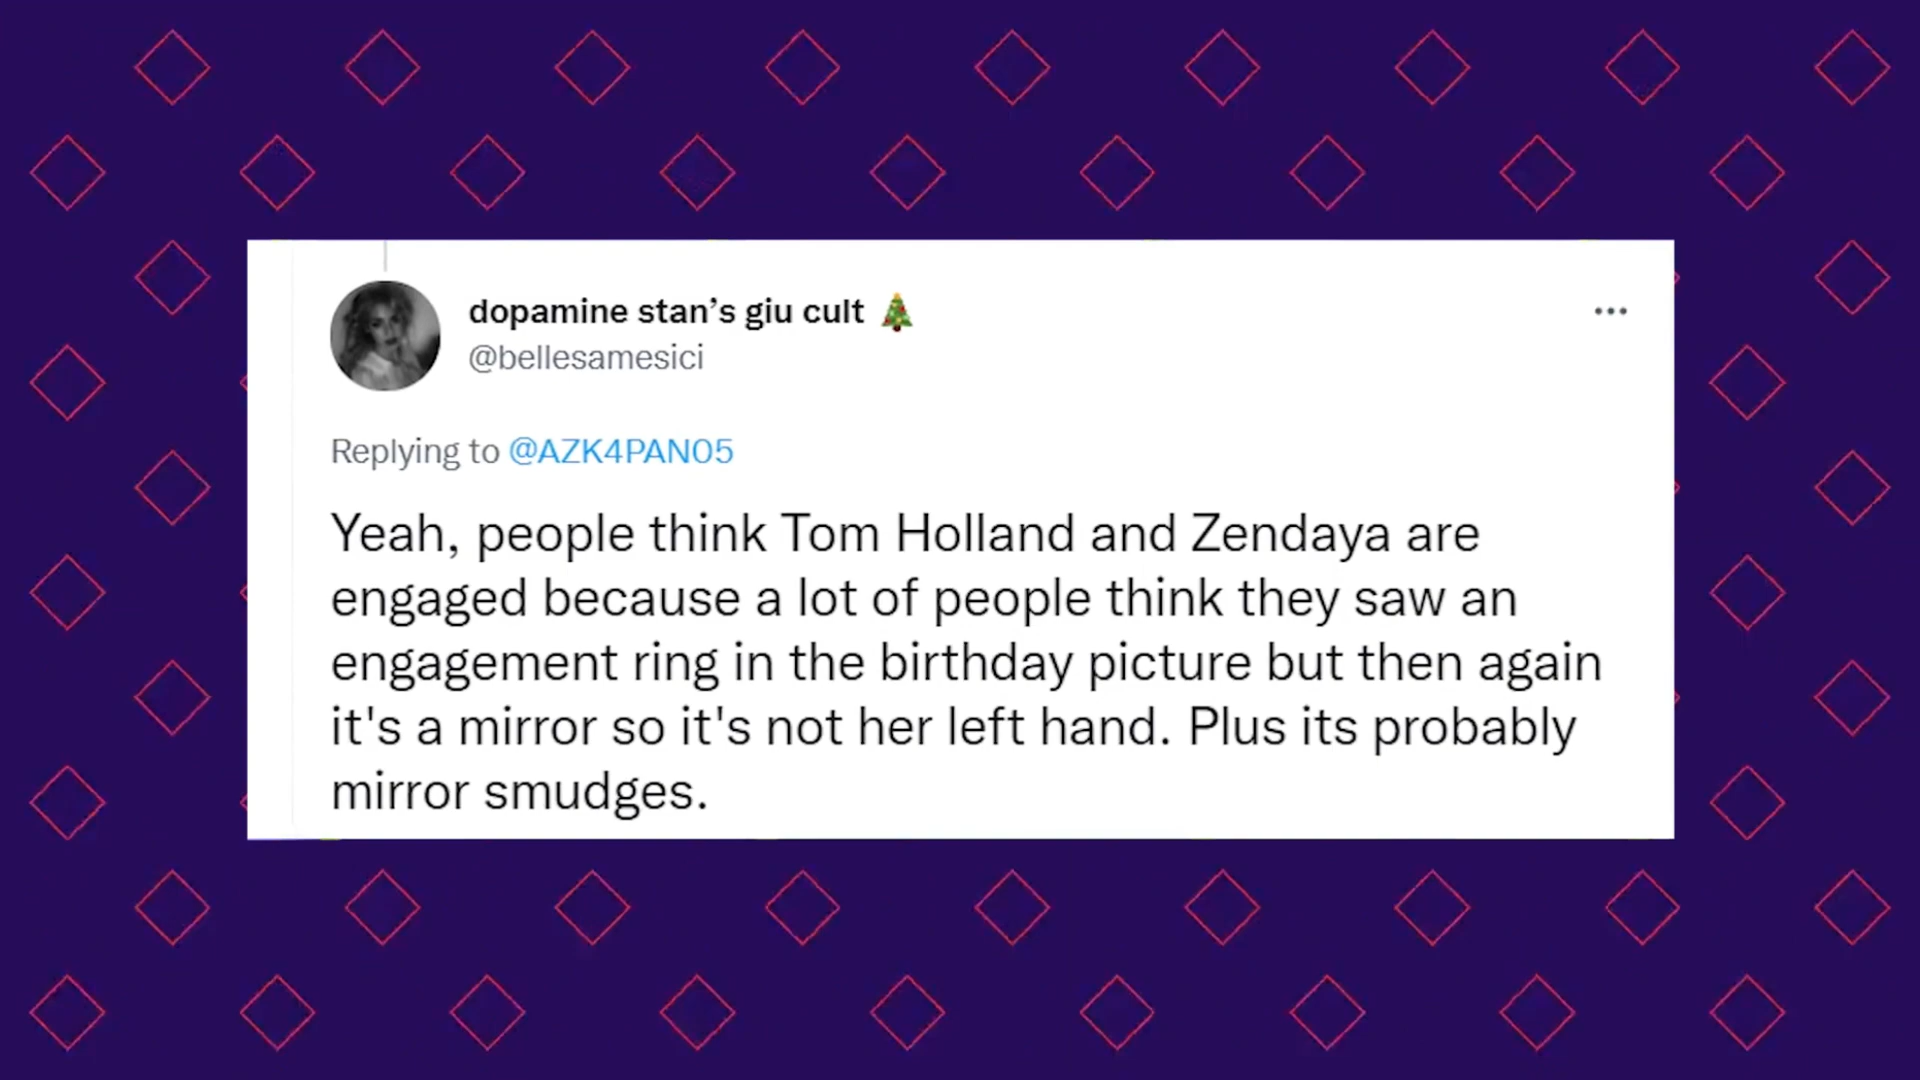 dopamine stan’s giu cult 🎄
@bellesamesici
Replying to @AZK4PAN05
Yeah, people think Tom Holland and Zendaya are
engaged because a lot of people think they saw an
engagement ring in the birthday picture but then again
it's a mirror so it's not her left hand. Plus its probably
mirror smudges.